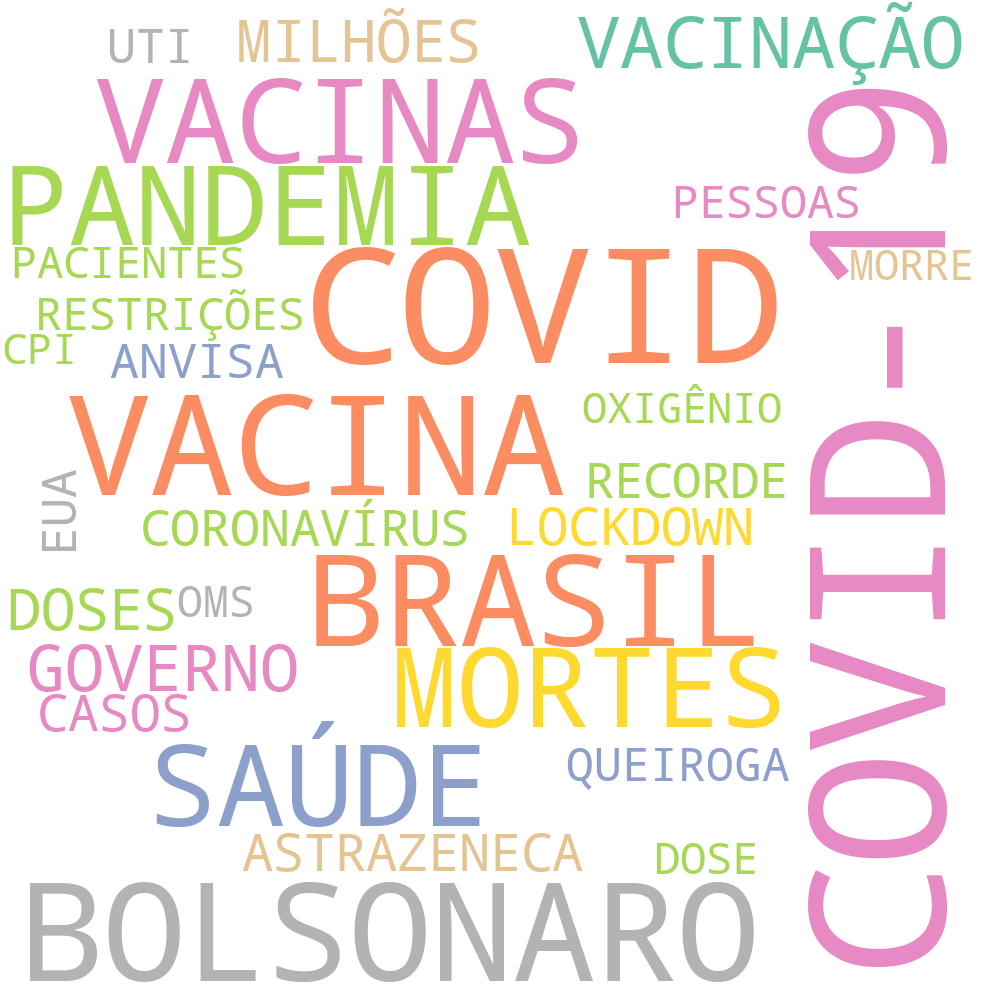 UTI
MILHÕES
VACINAÇÃO
VACINAS
PANDEMIA
PESSOAS
PACIENTES
COVID
MORRE
RESTRIÇÕES
CPI
ANVISA
VACINA
OXIGÊNIO
EUA
RECORDE
CORONAVÍRUS
LOCKDOWN
BRASIL
DOSES
OMS
GOVERNO
MORTES
CASOS
SAÚDE
QUEIROGA
ASTRAZENECA
DOSE
BOLSONARO
COVID-19